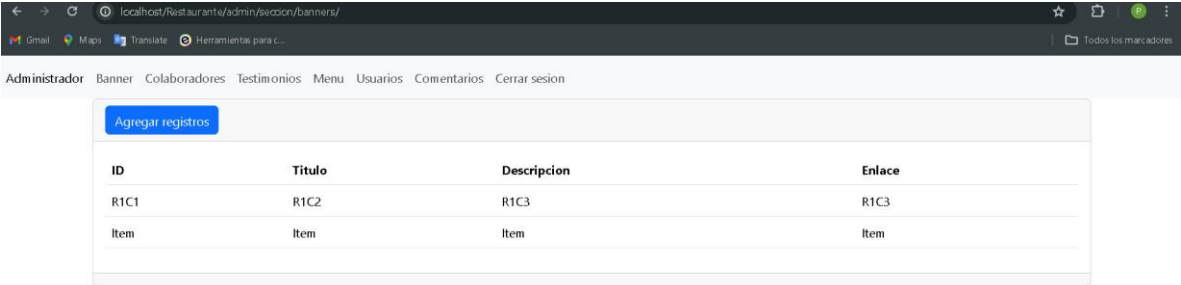 localhost/Restaurante/admin/seccion/banners/
P
Gmail Maps Translate Herramientas para c... Todos los marcadores
Administrador Banner Colaboradores Testimonios Menu Usuarios Comentarios Cerrar sesion
Agregar registros
ID Titulo Descripcion Enlace
R1C1 R1C2 R1C3 R1C3
Item Item Item Item